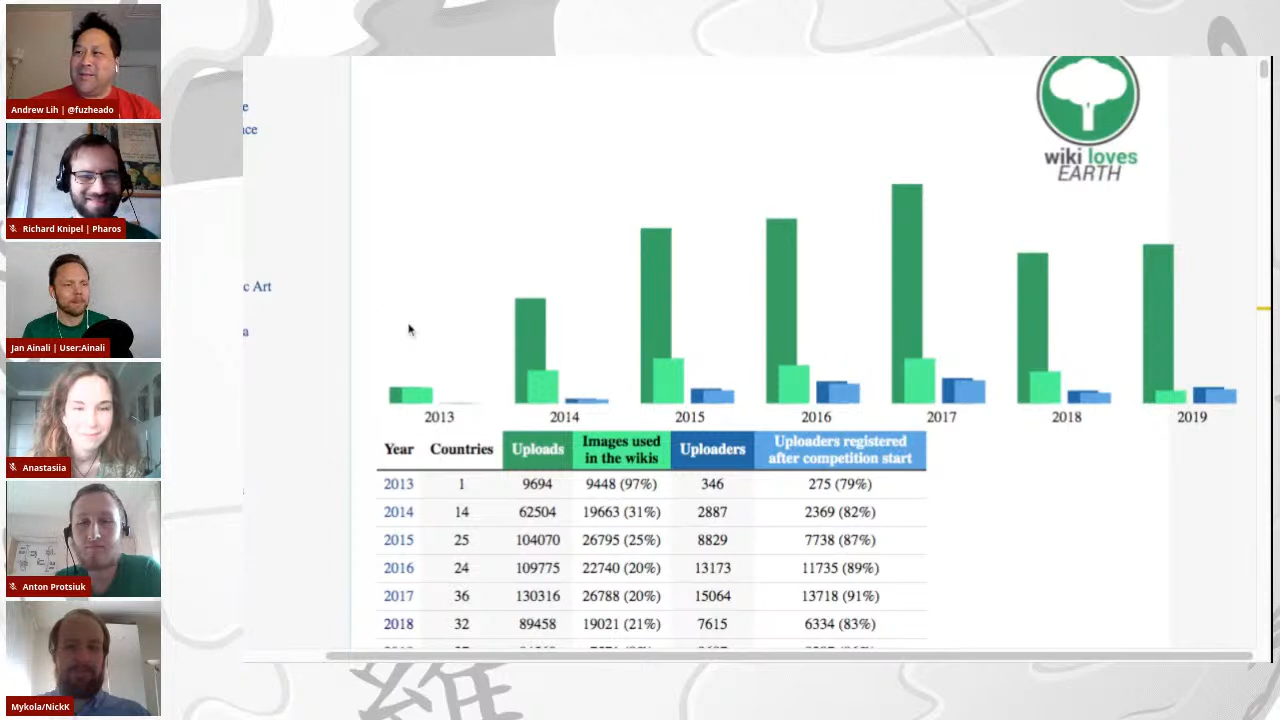 Andrew Lih | @fuzheado
Richard Knipel | Pharos
Jan Ainali | User:Ainali
Anastasiia
Anton Protsiuk
Mykola/NickK
e
ce
c Art
a
wiki loves
EARTH
2013 2014 2015 2016 2017 2018 2019
Year Countries Uploads Images used in the wikis Uploaders Uploaders registered after competition start
2013 1 9694 9448 (97%) 346 275 (79%)
2014 14 62504 19663 (31%) 2887 2369 (82%)
2015 25 104070 26795 (25%) 8829 7738 (87%)
2016 24 109775 22740 (20%) 13173 11735 (89%)
2017 36 130316 26788 (20%) 15064 13718 (91%)
2018 32 89458 19021 (21%) 7615 6334 (83%)
維